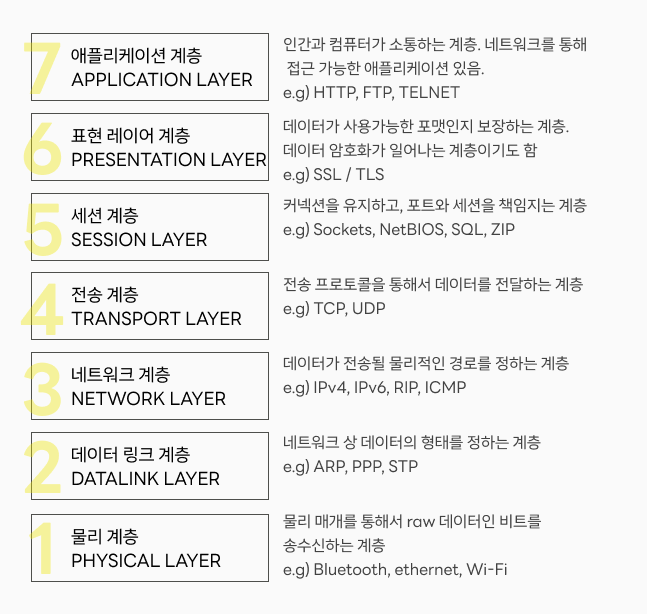 7
애플리케이션 계층
APPLICATION LAYER
인간과 컴퓨터가 소통하는 계층. 네트워크를 통해
접근 가능한 애플리케이션 있음.
e.g) HTTP, FTP, TELNET
6
표현 레이어 계층
PRESENTATION LAYER
데이터가 사용가능한 포맷인지 보장하는 계층.
데이터 암호화가 일어나는 계층이기도 함
e.g) SSL / TLS
5
세션 계층
SESSION LAYER
커넥션을 유지하고, 포트와 세션을 책임지는 계층
e.g) Sockets, NetBIOS, SQL, ZIP
4
전송 계층
TRANSPORT LAYER
전송 프로토콜을 통해서 데이터를 전달하는 계층
e.g) TCP, UDP
3
네트워크 계층
NETWORK LAYER
데이터가 전송될 물리적인 경로를 정하는 계층
e.g) IPv4, IPv6, RIP, ICMP
2
데이터 링크 계층
DATALINK LAYER
네트워크 상 데이터의 형태를 정하는 계층
e.g) ARP, PPP, STP
1
물리 계층
PHYSICAL LAYER
물리 매개를 통해서 raw 데이터인 비트를
송수신하는 계층
e.g) Bluetooth, ethernet, Wi-Fi